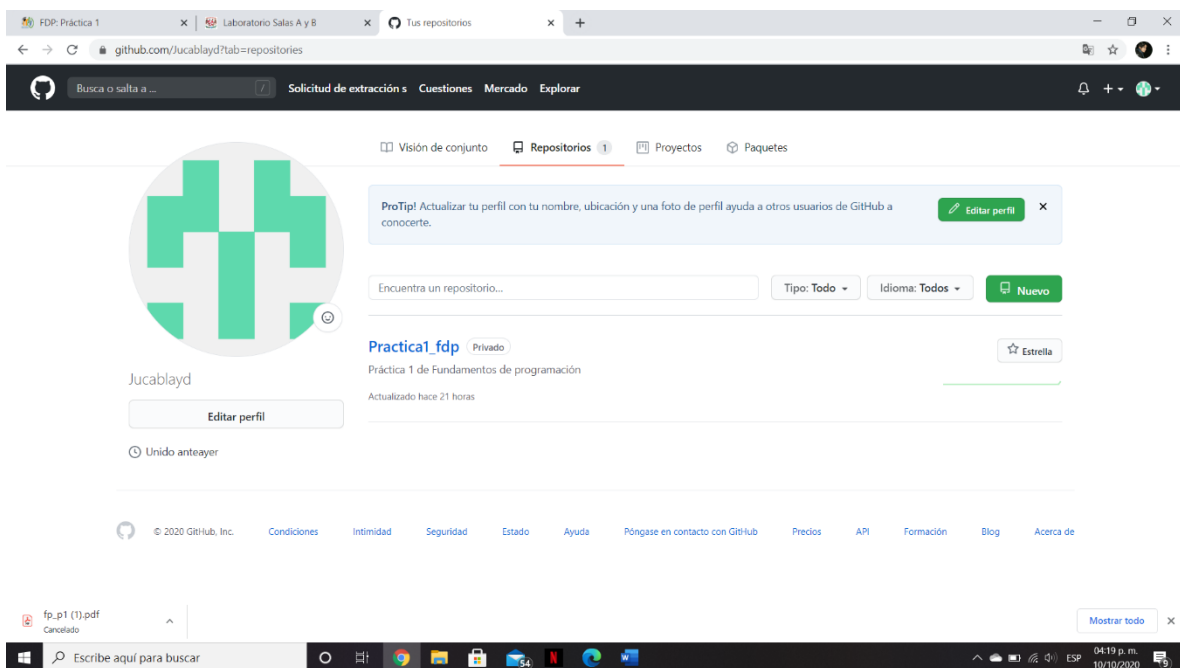 FDP: Práctica 1
Laboratorio Salas A y B
Tus repositorios
github.com/Jucablayd?tab=repositories
Busca o salta a ...
/
Solicitud de extracción s Cuestiones Mercado Explorar
Visión de conjunto Repositorios 1 Proyectos Paquetes
ProTip! Actualizar tu perfil con tu nombre, ubicación y una foto de perfil ayuda a otros usuarios de GitHub a
conocerte.
Editar perfil
Encuentra un repositorio...
Tipo: Todo
Idioma: Todos
Nuevo
Practica1_fdp Privado
Estrella
Práctica 1 de Fundamentos de programación
Actualizado hace 21 horas
Jucablayd
Editar perfil
Unido anteayer
© 2020 GitHub, Inc. Condiciones Intimidad Seguridad Estado Ayuda Póngase en contacto con GitHub Precios API Formación Blog Acerca de
fp_p1 (1).pdf
Cancelado
Mostrar todo
Escribe aquí para buscar
54
N
W
ESP
04:19 p. m.
10/10/2020
9